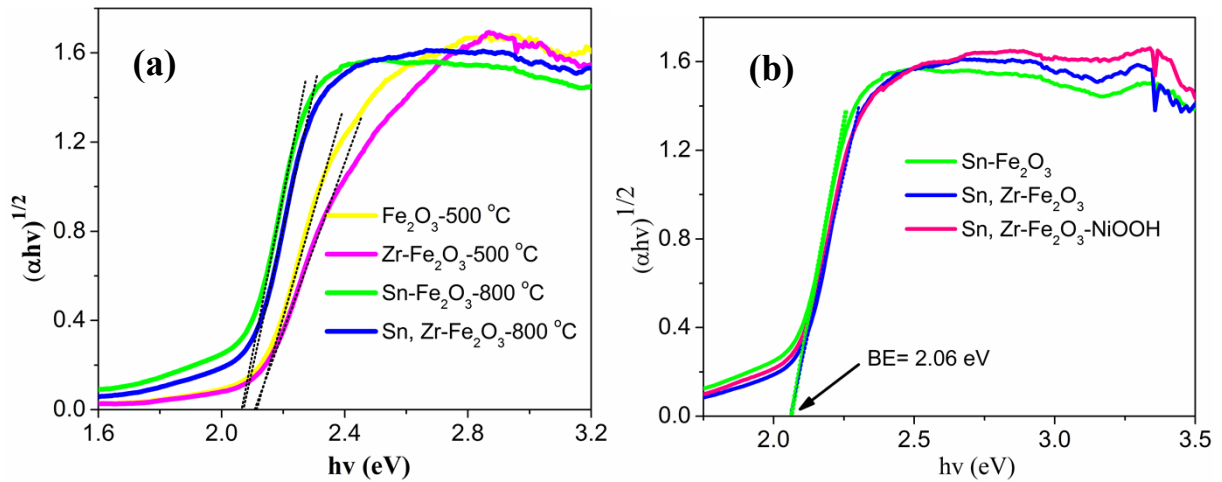 (a)
(αhν)^1/2
1.6
1.2
0.8
0.4
0.0
Fe₂O₃-500 °C
Zr-Fe₂O₃-500 °C
Sn-Fe₂O₃-800 °C
Sn, Zr-Fe₂O₃-800 °C
1.6 2.0 2.4 2.8 3.2
hν (eV)
(b)
(αhν)^1/2
1.6
1.2
0.8
0.4
0.0
Sn-Fe₂O₃
Sn, Zr-Fe₂O₃
Sn, Zr-Fe₂O₃-NiOOH
BE= 2.06 eV
2.0 2.5 3.0 3.5
hν (eV)